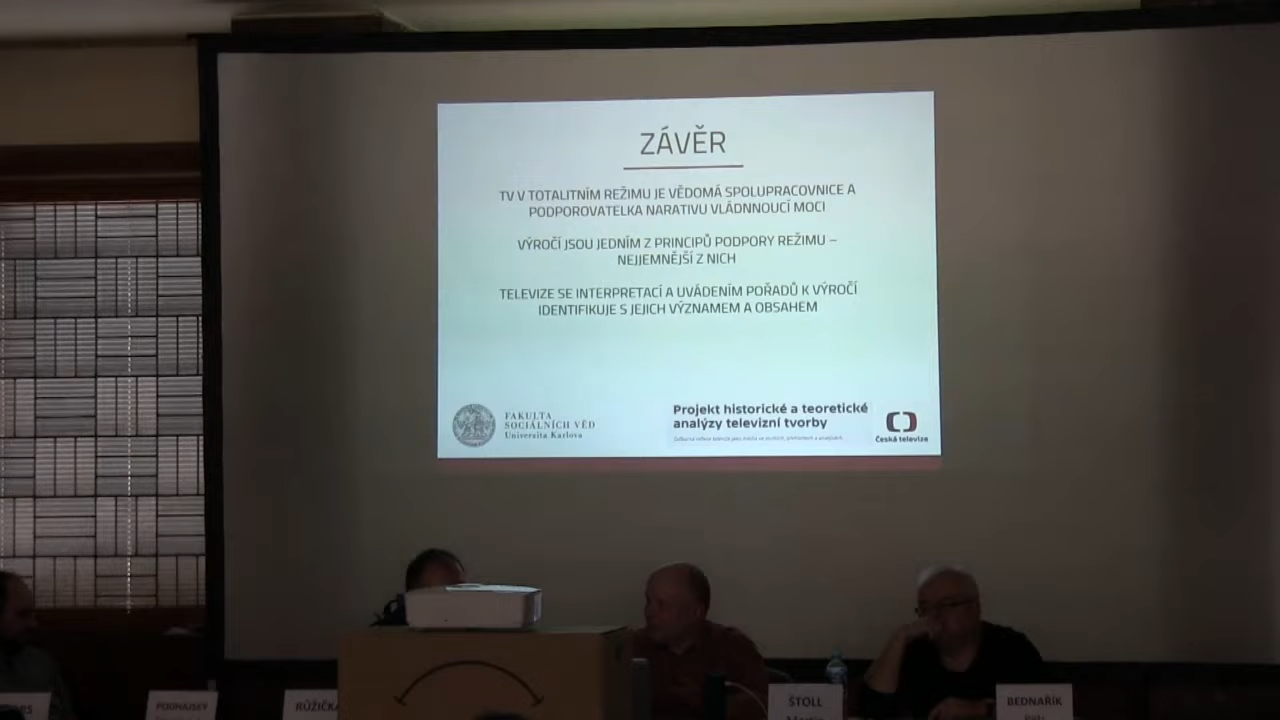 ZÁVĚR
TV V TOTALITNÍM REŽIMU JE VĚDOMÁ SPOLUPRACOVNICE A
PODPOROVATELKA NARATIVU VLÁDNNOUCÍ MOCI
VÝROČÍ JSOU JEDNÍM Z PRINCIPŮ PODPORY REŽIMU –
NEJJEMNĚJŠÍ Z NICH
TELEVIZE SE INTERPRETACÍ A UVÁDENÍM POŘADŮ K VÝROČÍ
IDENTIFIKUJE S JEJICH VÝZNAMEM A OBSAHEM
FAKULTA
SOCIÁLNÍCH VĚD
Univerzita Karlova
Projekt historické a teoretické
analýzy televizní tvorby
Česká televize
PODHAJSKÝ
RŮŽIČKA
ŠTOLL
BEDNAŘÍK